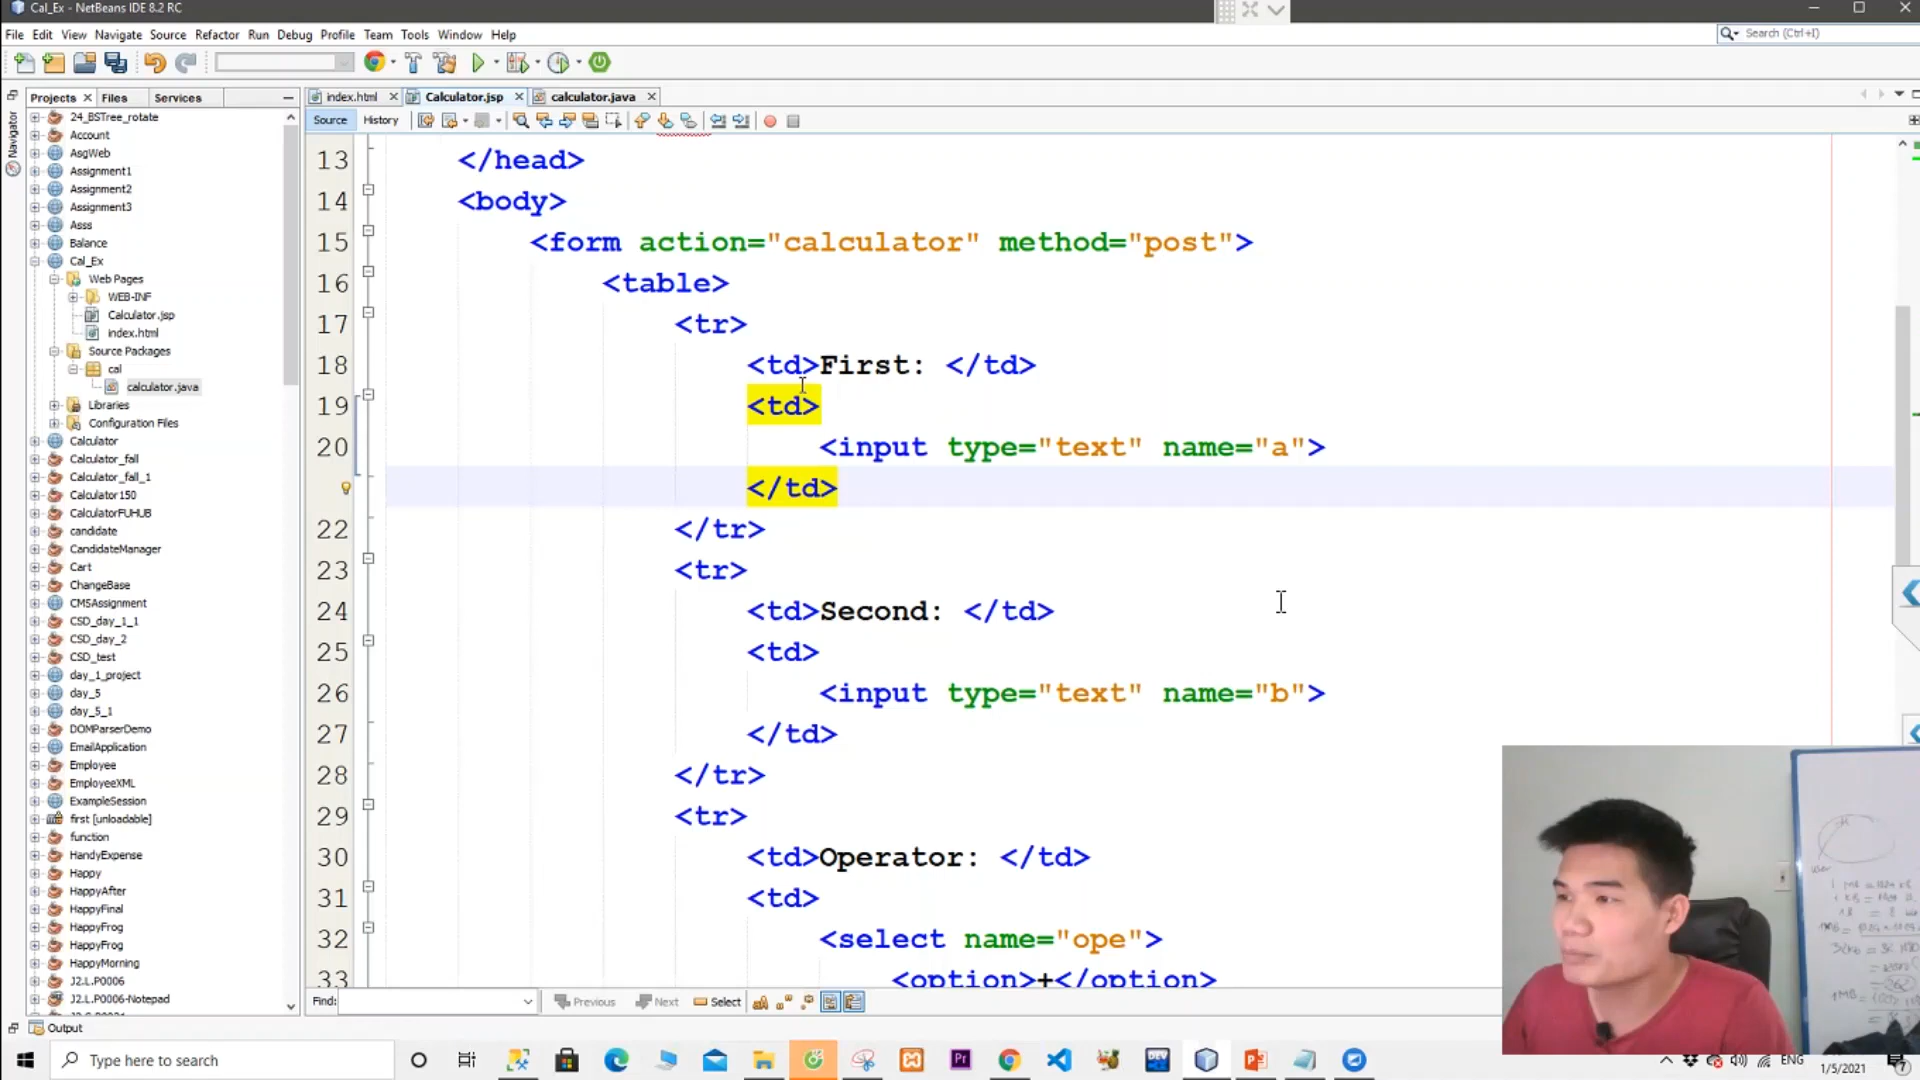 Cal_Ex - NetBeans IDE 8.2 RC
File Edit View Navigate Source Refactor Run Debug Profile Team Tools Window Help
Search (Ctrl+I)
Projects Files Services
index.html Calculator.jsp calculator.java
Source History
Navigator
24_BSTree_rotate
Account
AsgWeb
Assignment1
Assignment2
Assignment3
Asss
Balance
Cal_Ex
Web Pages
WEB-INF
Calculator.jsp
index.html
Source Packages
cal
calculator.java
Libraries
Configuration Files
Calculator
Calculator_fall
Calculator_fall_1
Calculator150
CalculatorFUHUB
candidate
CandidateManager
Cart
ChangeBase
CMSAssignment
CSD_day_1_1
CSD_day_2
CSD_test
day_1_project
day_5
day_5_1
DOMParserDemo
EmailApplication
Employee
EmployeeXML
ExampleSession
first [unloadable]
function
HandyExpense
Happy
HappyAfter
HappyFinal
HappyFrog
HappyFrog
HappyMorning
J2.L.P0006
J2.L.P0006-Notepad
13 </head>
14 <body>
15 <form action="calculator" method="post">
16 <table>
17 <tr>
18 <td>First: </td>
19 <td>
20 <input type="text" name="a">
</td>
22 </tr>
23 <tr>
24 <td>Second: </td>
25 <td>
26 <input type="text" name="b">
27 </td>
28 </tr>
29 <tr>
30 <td>Operator: </td>
31 <td>
32 <select name="ope">
33 <option>+</option>
Find: Previous Next Select
Output
Type here to search
Pr
DEV
ENG
1/5/2021
7